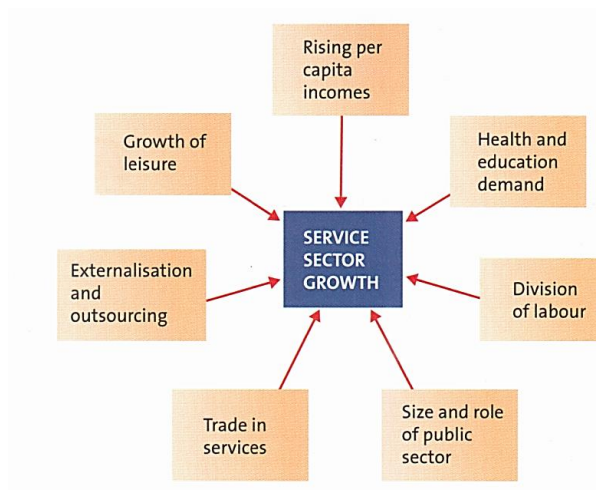 Rising per
capita
incomes
Growth of
leisure
Health and
education
demand
SERVICE
SECTOR
GROWTH
Externalisation
and
outsourcing
Division
of labour
Trade in
services
Size and role
of public
sector